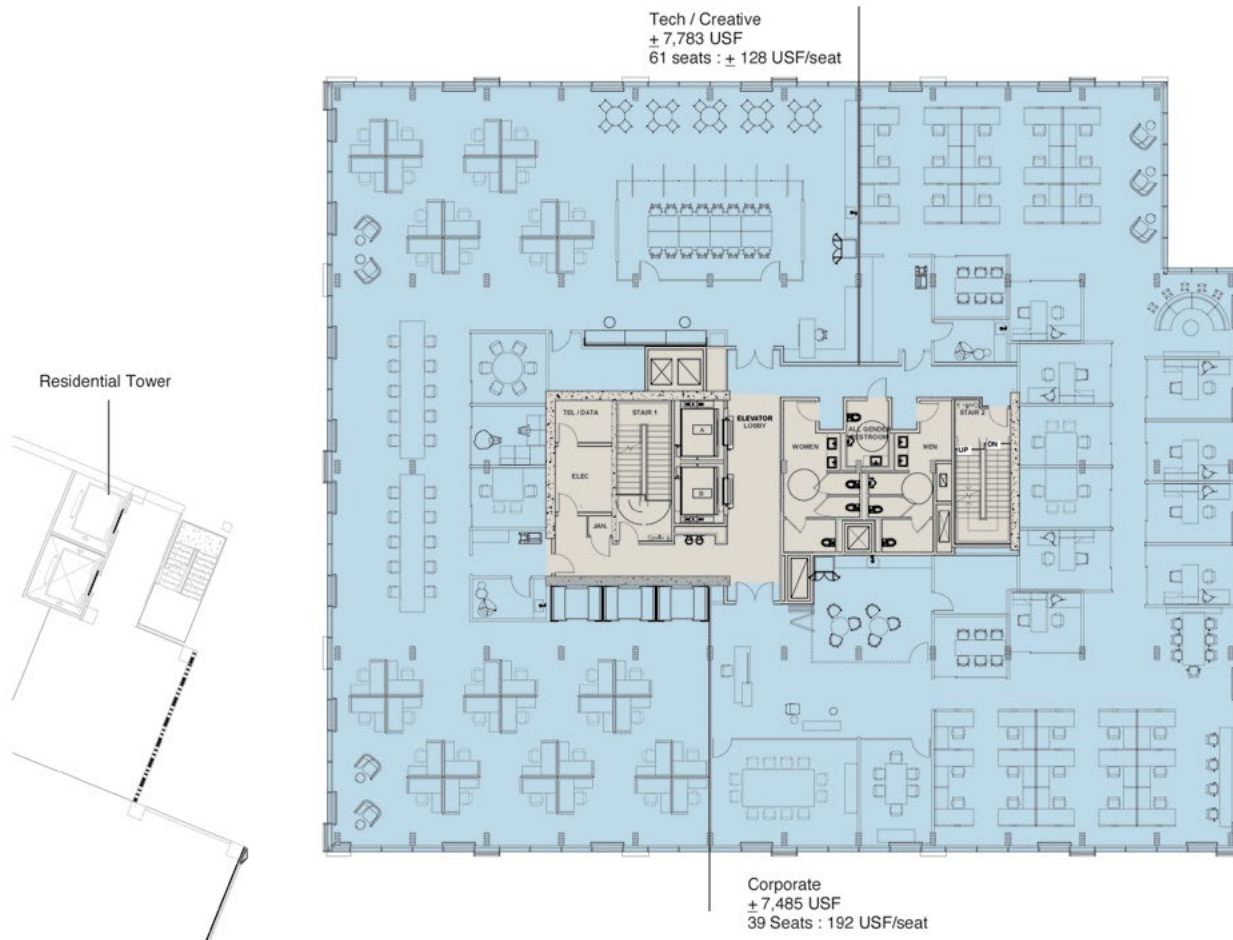 Tech / Creative
± 7,783 USF
61 seats : ± 128 USF/seat
Residential Tower
TEL / DATA
STAIR 1
A
ELEVATOR
LOBBY
WOMEN
ALL GENDER
RESTROOM
MEN
STAIR 2
UP
DN
ELEC
B
JAN.
Corporate
± 7,485 USF
39 Seats : 192 USF/seat